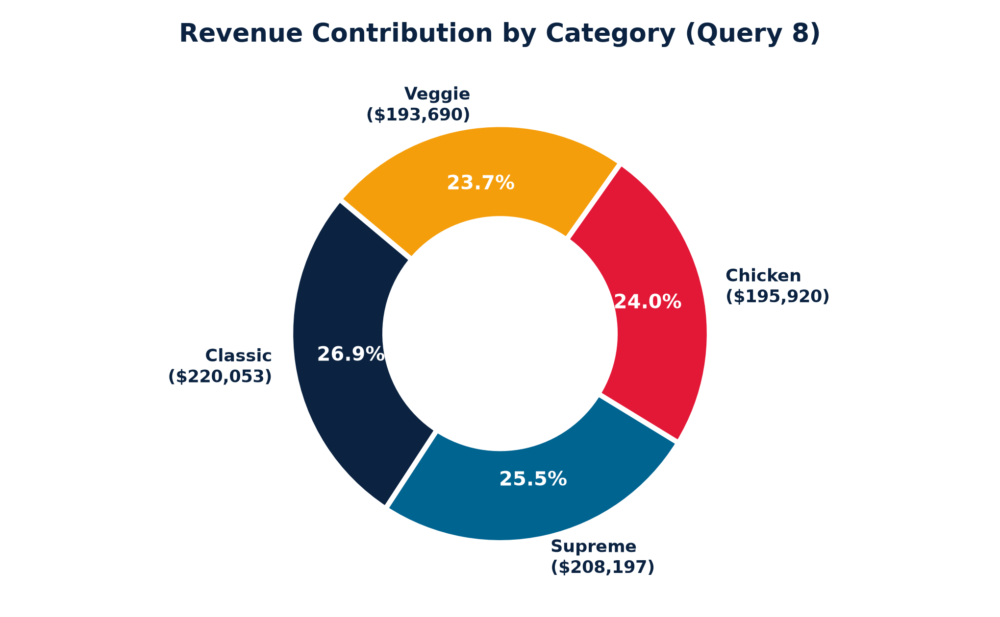 Revenue Contribution by Category (Query 8)
Veggie
($193,690)
23.7%
Chicken
($195,920)
24.0%
Classic
($220,053)
26.9%
25.5%
Supreme
($208,197)